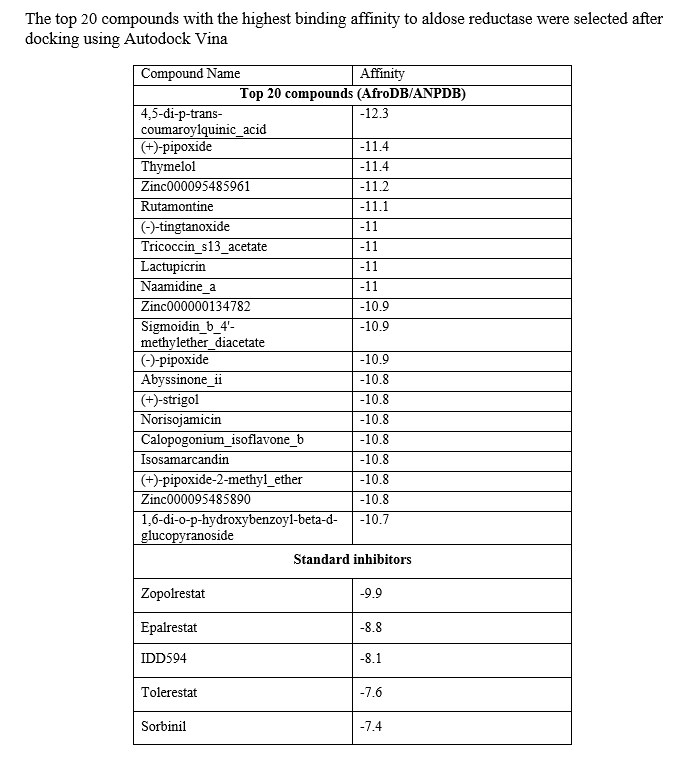 The top 20 compounds with the highest binding affinity to aldose reductase were selected after
docking using Autodock Vina
Compound Name Affinity
Top 20 compounds (AfroDB/ANPDB)
4,5-di-p-trans- -12.3
coumaroylquinic_acid
(+)-pipoxide -11.4
Thymelol -11.4
Zinc000095485961 -11.2
Rutamontine -11.1
(-)-tingtanoxide -11
Tricoccin_s13_acetate -11
Lactupicrin -11
Naamidine_a -11
Zinc000000134782 -10.9
Sigmoidin_b_4'- -10.9
methylether_diacetate
(-)-pipoxide -10.9
Abyssinone_ii -10.8
(+)-strigol -10.8
Norisojamicin -10.8
Calopogonium_isoflavone_b -10.8
Isosamarcandin -10.8
(+)-pipoxide-2-methyl_ether -10.8
Zinc000095485890 -10.8
1,6-di-o-p-hydroxybenzoyl-beta-d- -10.7
glucopyranoside
Standard inhibitors
Zopolrestat -9.9
Epalrestat -8.8
IDD594 -8.1
Tolerestat -7.6
Sorbinil -7.4